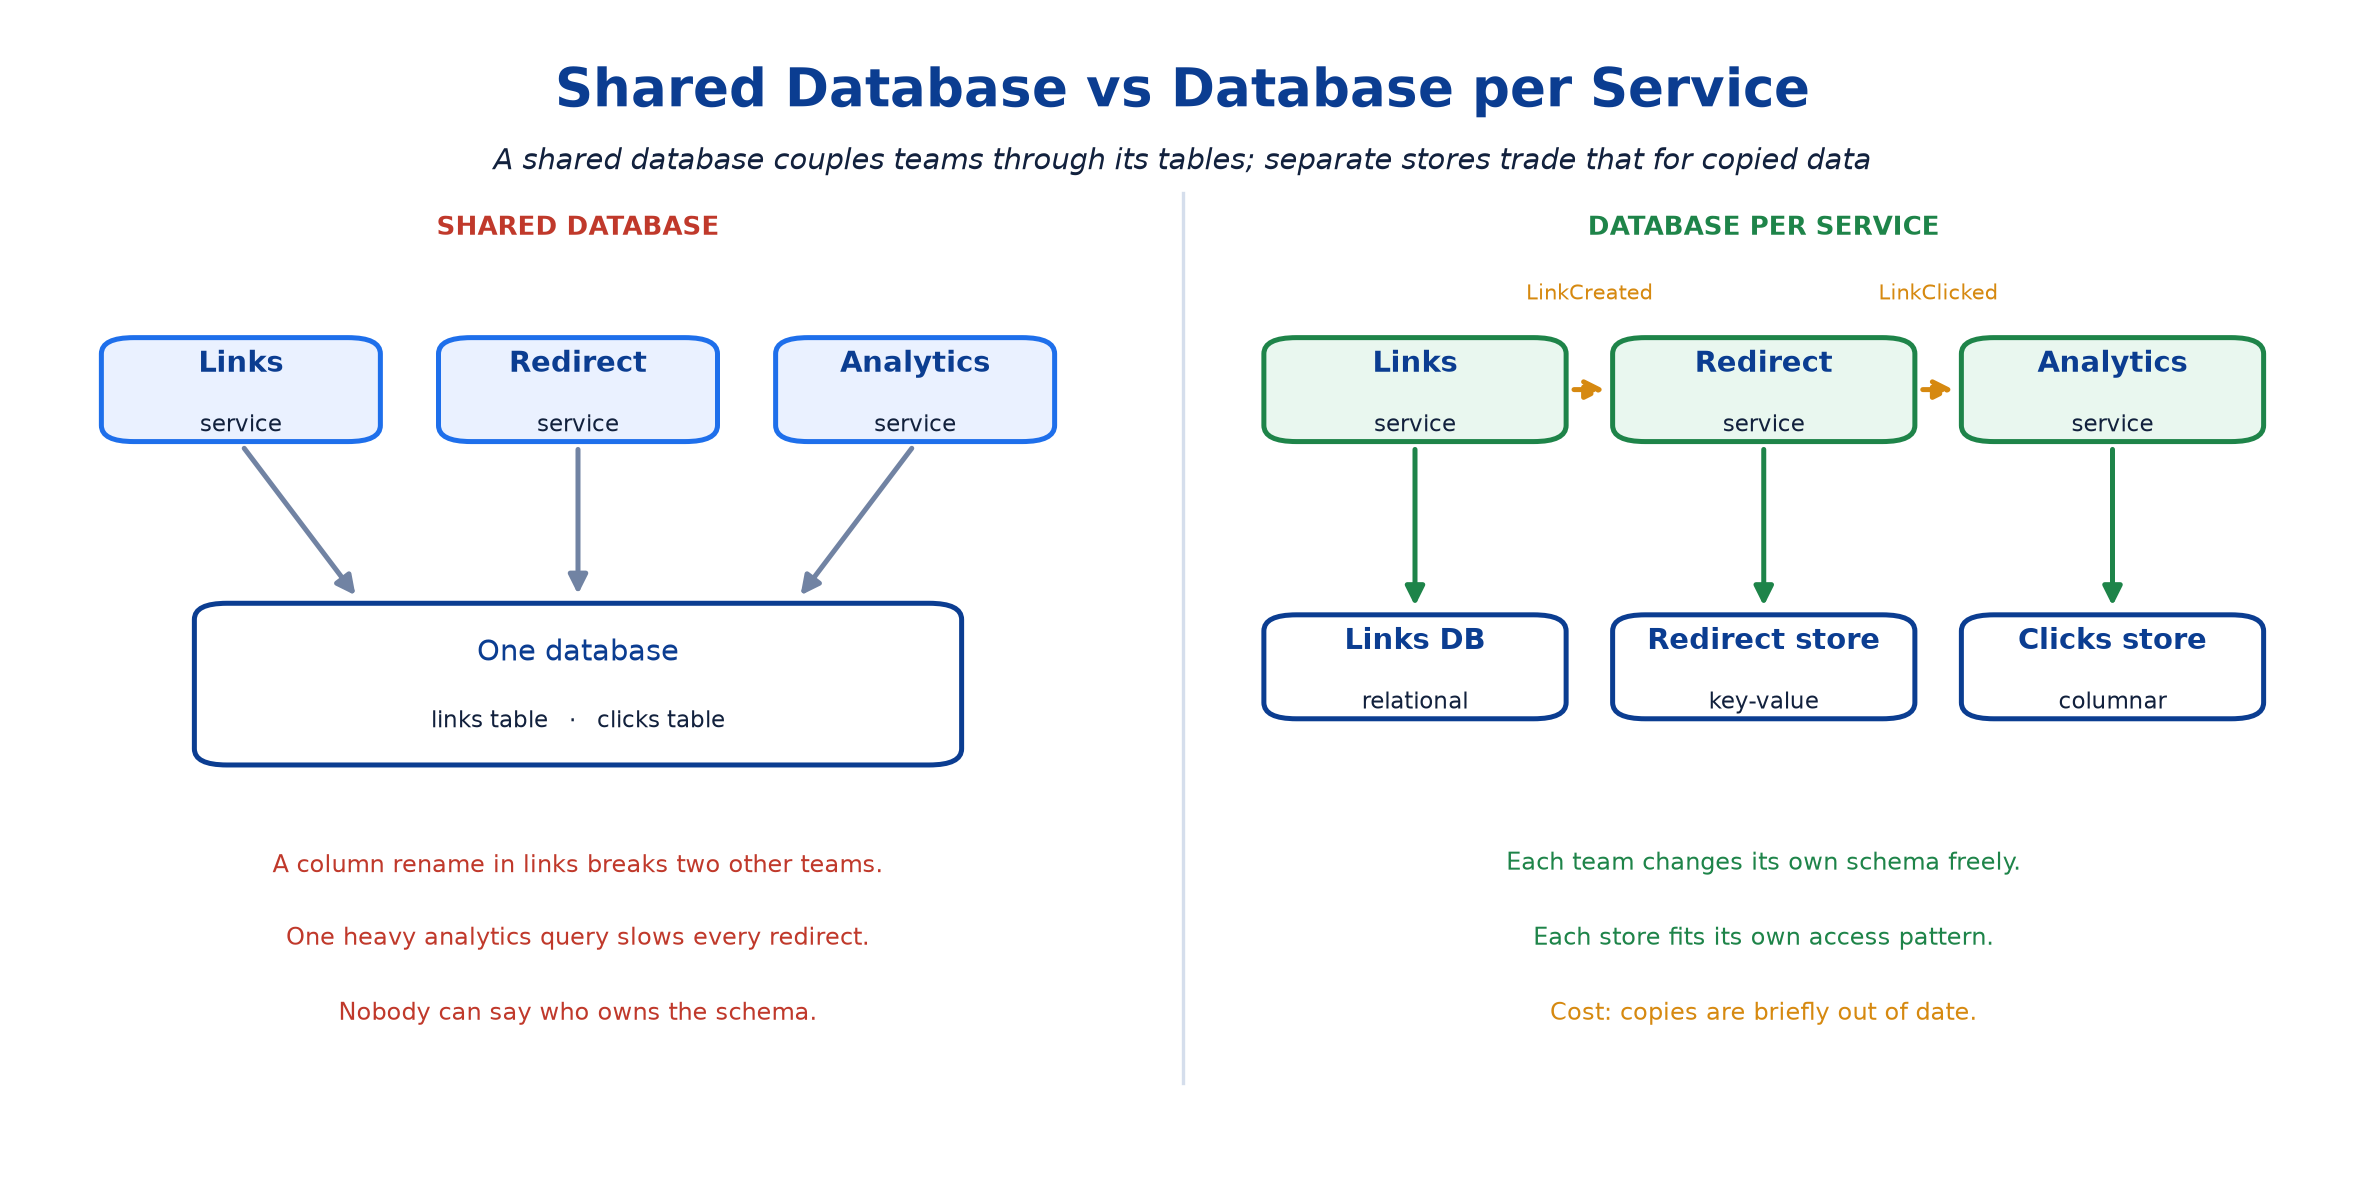 Shared Database vs Database per Service
A shared database couples teams through its tables; separate stores trade that for copied data
SHARED DATABASE
Links
service
Redirect
service
Analytics
service
One database
links table · clicks table
A column rename in links breaks two other teams.
One heavy analytics query slows every redirect.
Nobody can say who owns the schema.
DATABASE PER SERVICE
LinkCreated
LinkClicked
Links
service
Redirect
service
Analytics
service
Links DB
relational
Redirect store
key-value
Clicks store
columnar
Each team changes its own schema freely.
Each store fits its own access pattern.
Cost: copies are briefly out of date.